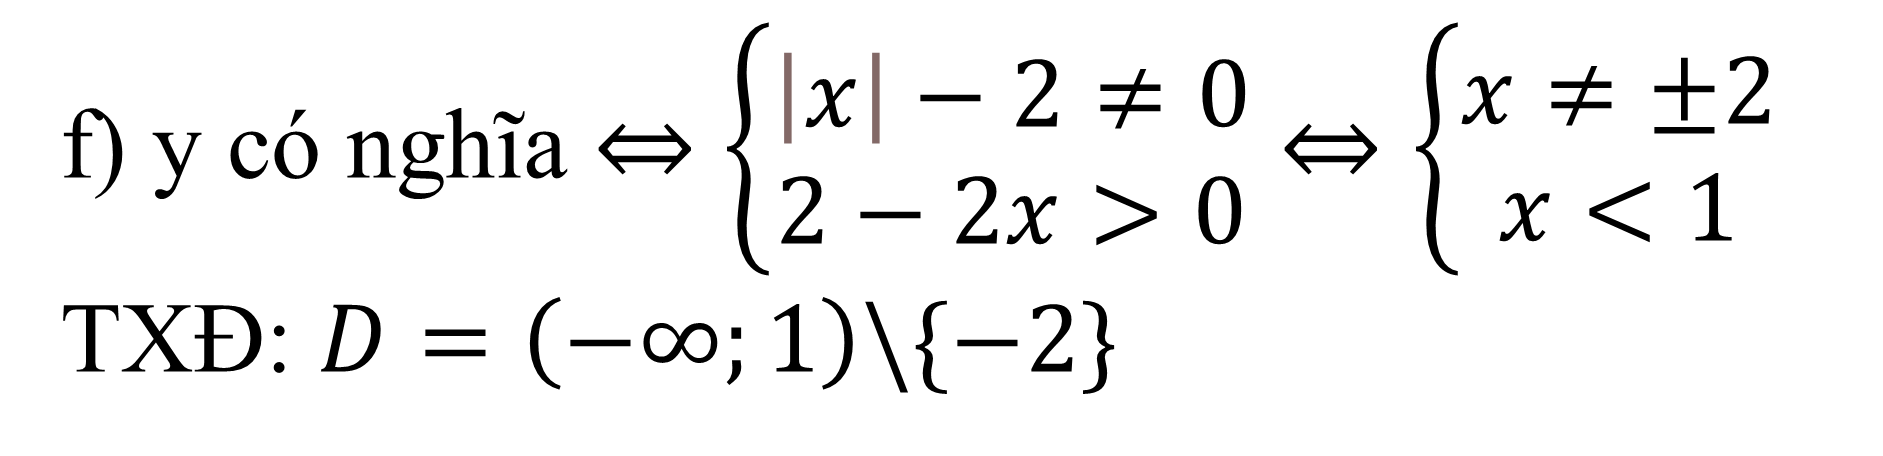 f) y có nghĩa ⇔ {|x| − 2 ≠ 0 ; 2 − 2x > 0 ⇔ {x ≠ ±2 ; x < 1
TXĐ: D = (−∞; 1)\{−2}